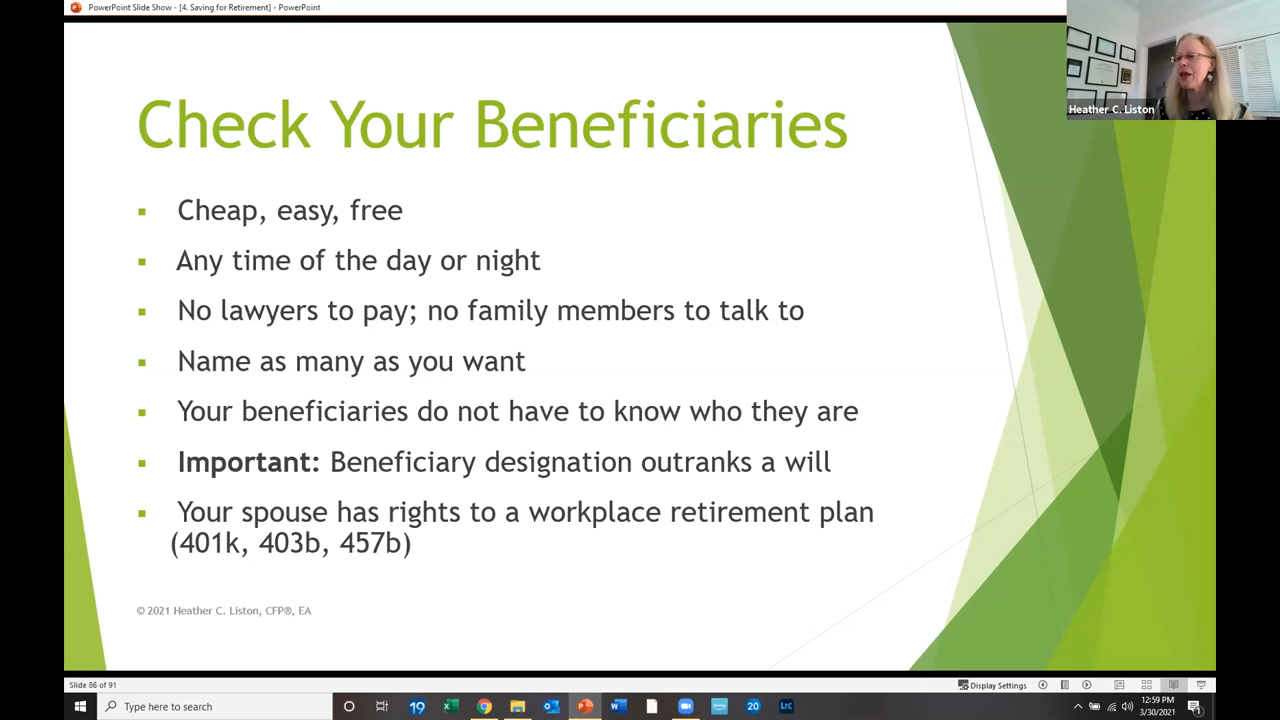 PowerPoint Slide Show - [4. Saving for Retirement] - PowerPoint
Heather C. Liston
Check Your Beneficiaries
▪ Cheap, easy, free
▪ Any time of the day or night
▪ No lawyers to pay; no family members to talk to
▪ Name as many as you want
▪ Your beneficiaries do not have to know who they are
▪ Important: Beneficiary designation outranks a will
▪ Your spouse has rights to a workplace retirement plan
(401k, 403b, 457b)
© 2021 Heather C. Liston, CFP®, EA
Slide 86 of 91
Display Settings
Type here to search
19
20
LrC
12:59 PM
3/30/2021
1